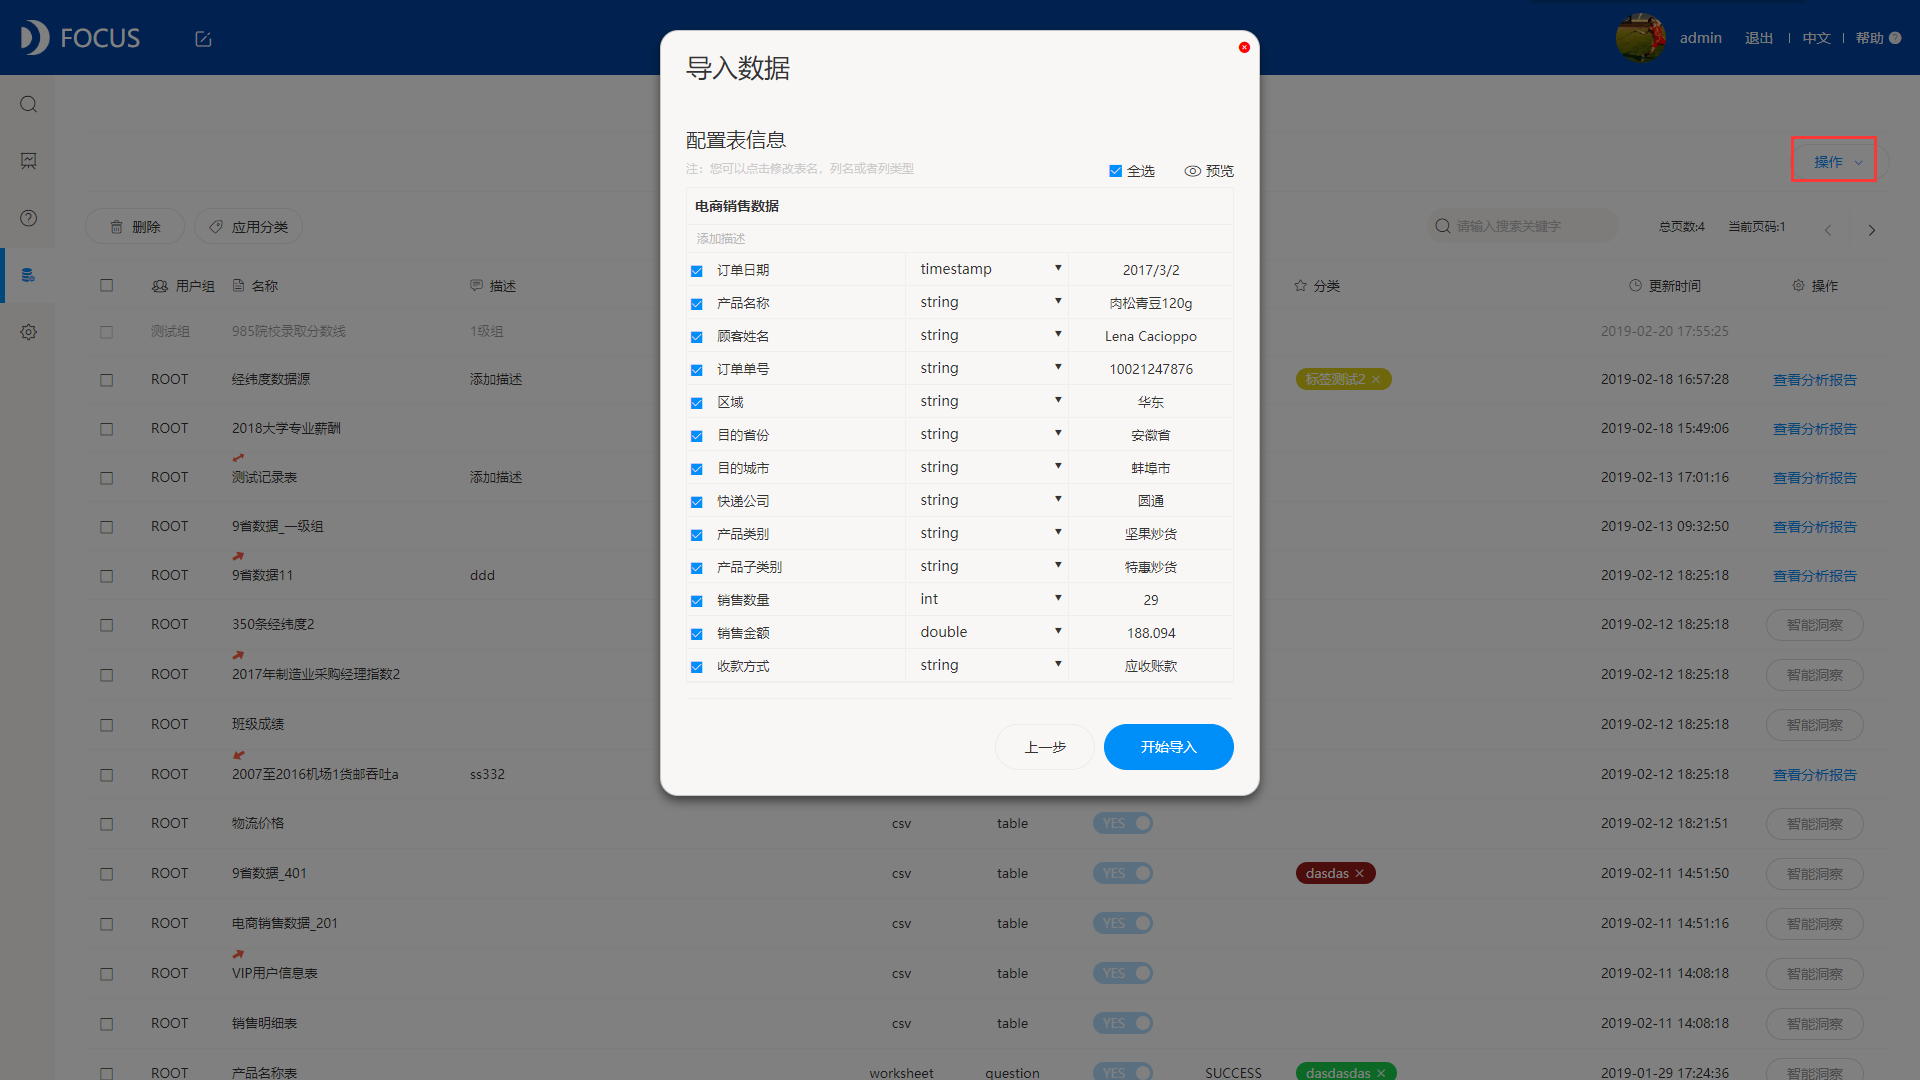 FOCUS
admin 退出 中文 帮助 ?
导入数据
配置表信息
注：您可以点击修改表名，列名或者列类型
全选 预览
电商销售数据
添加描述
订单日期 timestamp 2017/3/2
产品名称 string 肉松青豆120g
顾客姓名 string Lena Cacioppo
订单单号 string 10021247876
区域 string 华东
目的省份 string 安徽省
目的城市 string 蚌埠市
快递公司 string 圆通
产品类别 string 坚果炒货
产品子类别 string 特惠炒货
销售数量 int 29
销售金额 double 188.094
收款方式 string 应收账款
上一步 开始导入
操作
删除 应用分类 请输入搜索关键字 总页数:4 当前页码:1
用户组 名称 描述 分类 更新时间 操作
测试组 985院校录取分数线 1级组 2019-02-20 17:55:25
ROOT 经纬度数据源 添加描述 标签测试2 2019-02-18 16:57:28 查看分析报告
ROOT 2018大学专业薪酬 2019-02-18 15:49:06 查看分析报告
ROOT 测试记录表 添加描述 2019-02-13 17:01:16 查看分析报告
ROOT 9省数据_一级组 2019-02-13 09:32:50 查看分析报告
ROOT 9省数据11 ddd 2019-02-12 18:25:18 查看分析报告
ROOT 350条经纬度2 2019-02-12 18:25:18 智能洞察
ROOT 2017年制造业采购经理指数2 2019-02-12 18:25:18 智能洞察
ROOT 班级成绩 2019-02-12 18:25:18 智能洞察
ROOT 2007至2016机场1货邮吞吐a ss332 2019-02-12 18:25:18 查看分析报告
ROOT 物流价格 csv table YES 2019-02-12 18:21:51 智能洞察
ROOT 9省数据_401 csv table YES dasdas 2019-02-11 14:51:50 智能洞察
ROOT 电商销售数据_201 csv table YES 2019-02-11 14:51:16 智能洞察
ROOT VIP用户信息表 csv table YES 2019-02-11 14:08:18 智能洞察
ROOT 销售明细表 csv table YES 2019-02-11 14:08:18 智能洞察
ROOT 产品名称表 worksheet question YES SUCCESS dasdasdas 2019-01-29 17:24:36 智能洞察